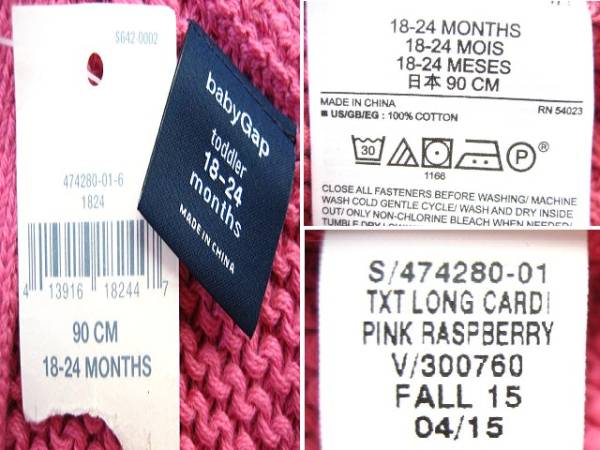 S642-0002
474280-01-6
1824
4 13916 18244 7
90 CM
18-24 MONTHS
babyGap
toddler
18-24
months
MADE IN CHINA
18-24 MONTHS
18-24 MOIS
18-24 MESES
日本 90 CM
MADE IN CHINA
RN 54023
■ US/GB/EG : 100% COTTON
30
P
1166
CLOSE ALL FASTENERS BEFORE WASHING/ MACHINE
WASH COLD GENTLE CYCLE/ WASH AND DRY INSIDE
OUT/ ONLY NON-CHLORINE BLEACH WHEN NEEDED/
TUMBLE DRY
S/474280-01
TXT LONG CARDI
PINK RASPBERRY
V/300760
FALL 15
04/15